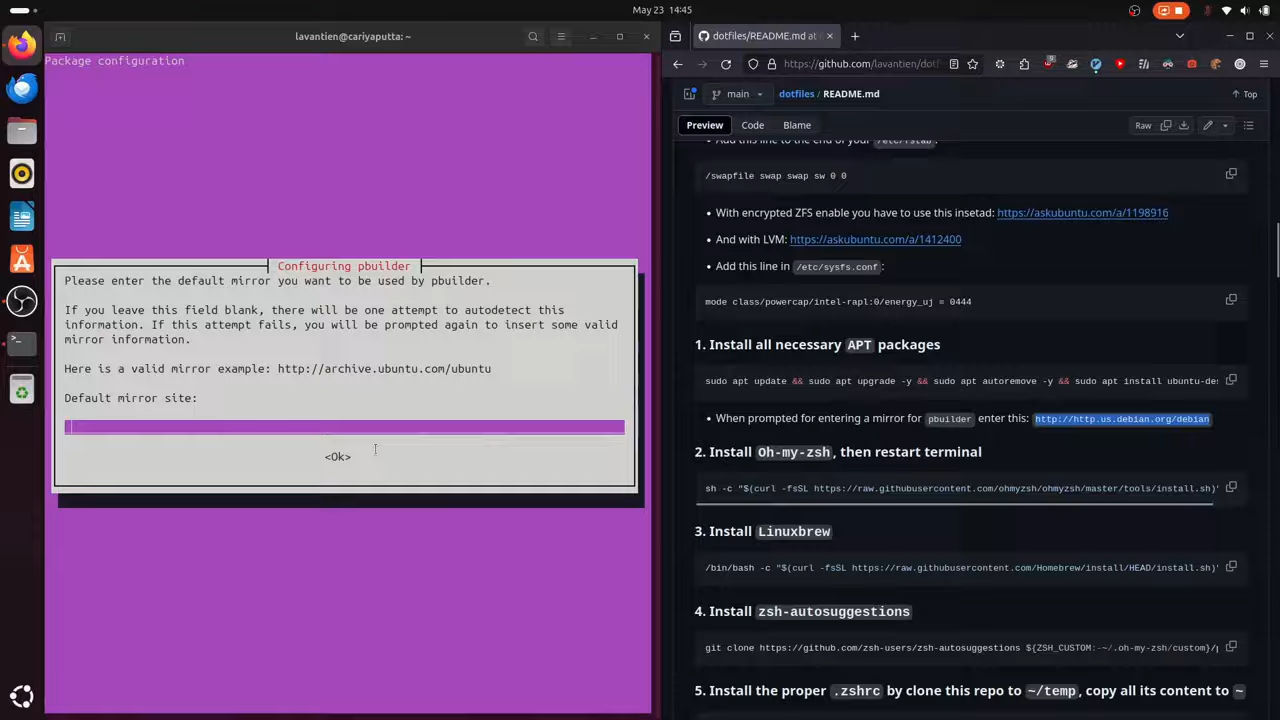 May 23 14:45
lavantien@cariyaputta: ~
Package configuration
Configuring pbuilder
Please enter the default mirror you want to be used by pbuilder.
If you leave this field blank, there will be one attempt to autodetect this
information. If this attempt fails, you will be prompted again to insert some valid
mirror information.
Here is a valid mirror example: http://archive.ubuntu.com/ubuntu
Default mirror site:
<Ok>
dotfiles/README.md at
https://github.com/lavantien/dotf
main
dotfiles / README.md
Top
Preview
Code
Blame
Raw
Add this line to the end of your /etc/fstab:
/swapfile swap swap sw 0 0
• With encrypted ZFS enable you have to use this insetad: https://askubuntu.com/a/1198916
• And with LVM: https://askubuntu.com/a/1412400
• Add this line in /etc/sysfs.conf:
mode class/powercap/intel-rapl:0/energy_uj = 0444
1. Install all necessary APT packages
sudo apt update && sudo apt upgrade -y && sudo apt autoremove -y && sudo apt install ubuntu-des
• When prompted for entering a mirror for pbuilder enter this: http://http.us.debian.org/debian
2. Install Oh-my-zsh, then restart terminal
sh -c "$(curl -fsSL https://raw.githubusercontent.com/ohmyzsh/ohmyzsh/master/tools/install.sh)"
3. Install Linuxbrew
/bin/bash -c "$(curl -fsSL https://raw.githubusercontent.com/Homebrew/install/HEAD/install.sh)"
4. Install zsh-autosuggestions
git clone https://github.com/zsh-users/zsh-autosuggestions ${ZSH_CUSTOM:-~/.oh-my-zsh/custom}/p
5. Install the proper .zshrc by clone this repo to ~/temp, copy all its content to ~